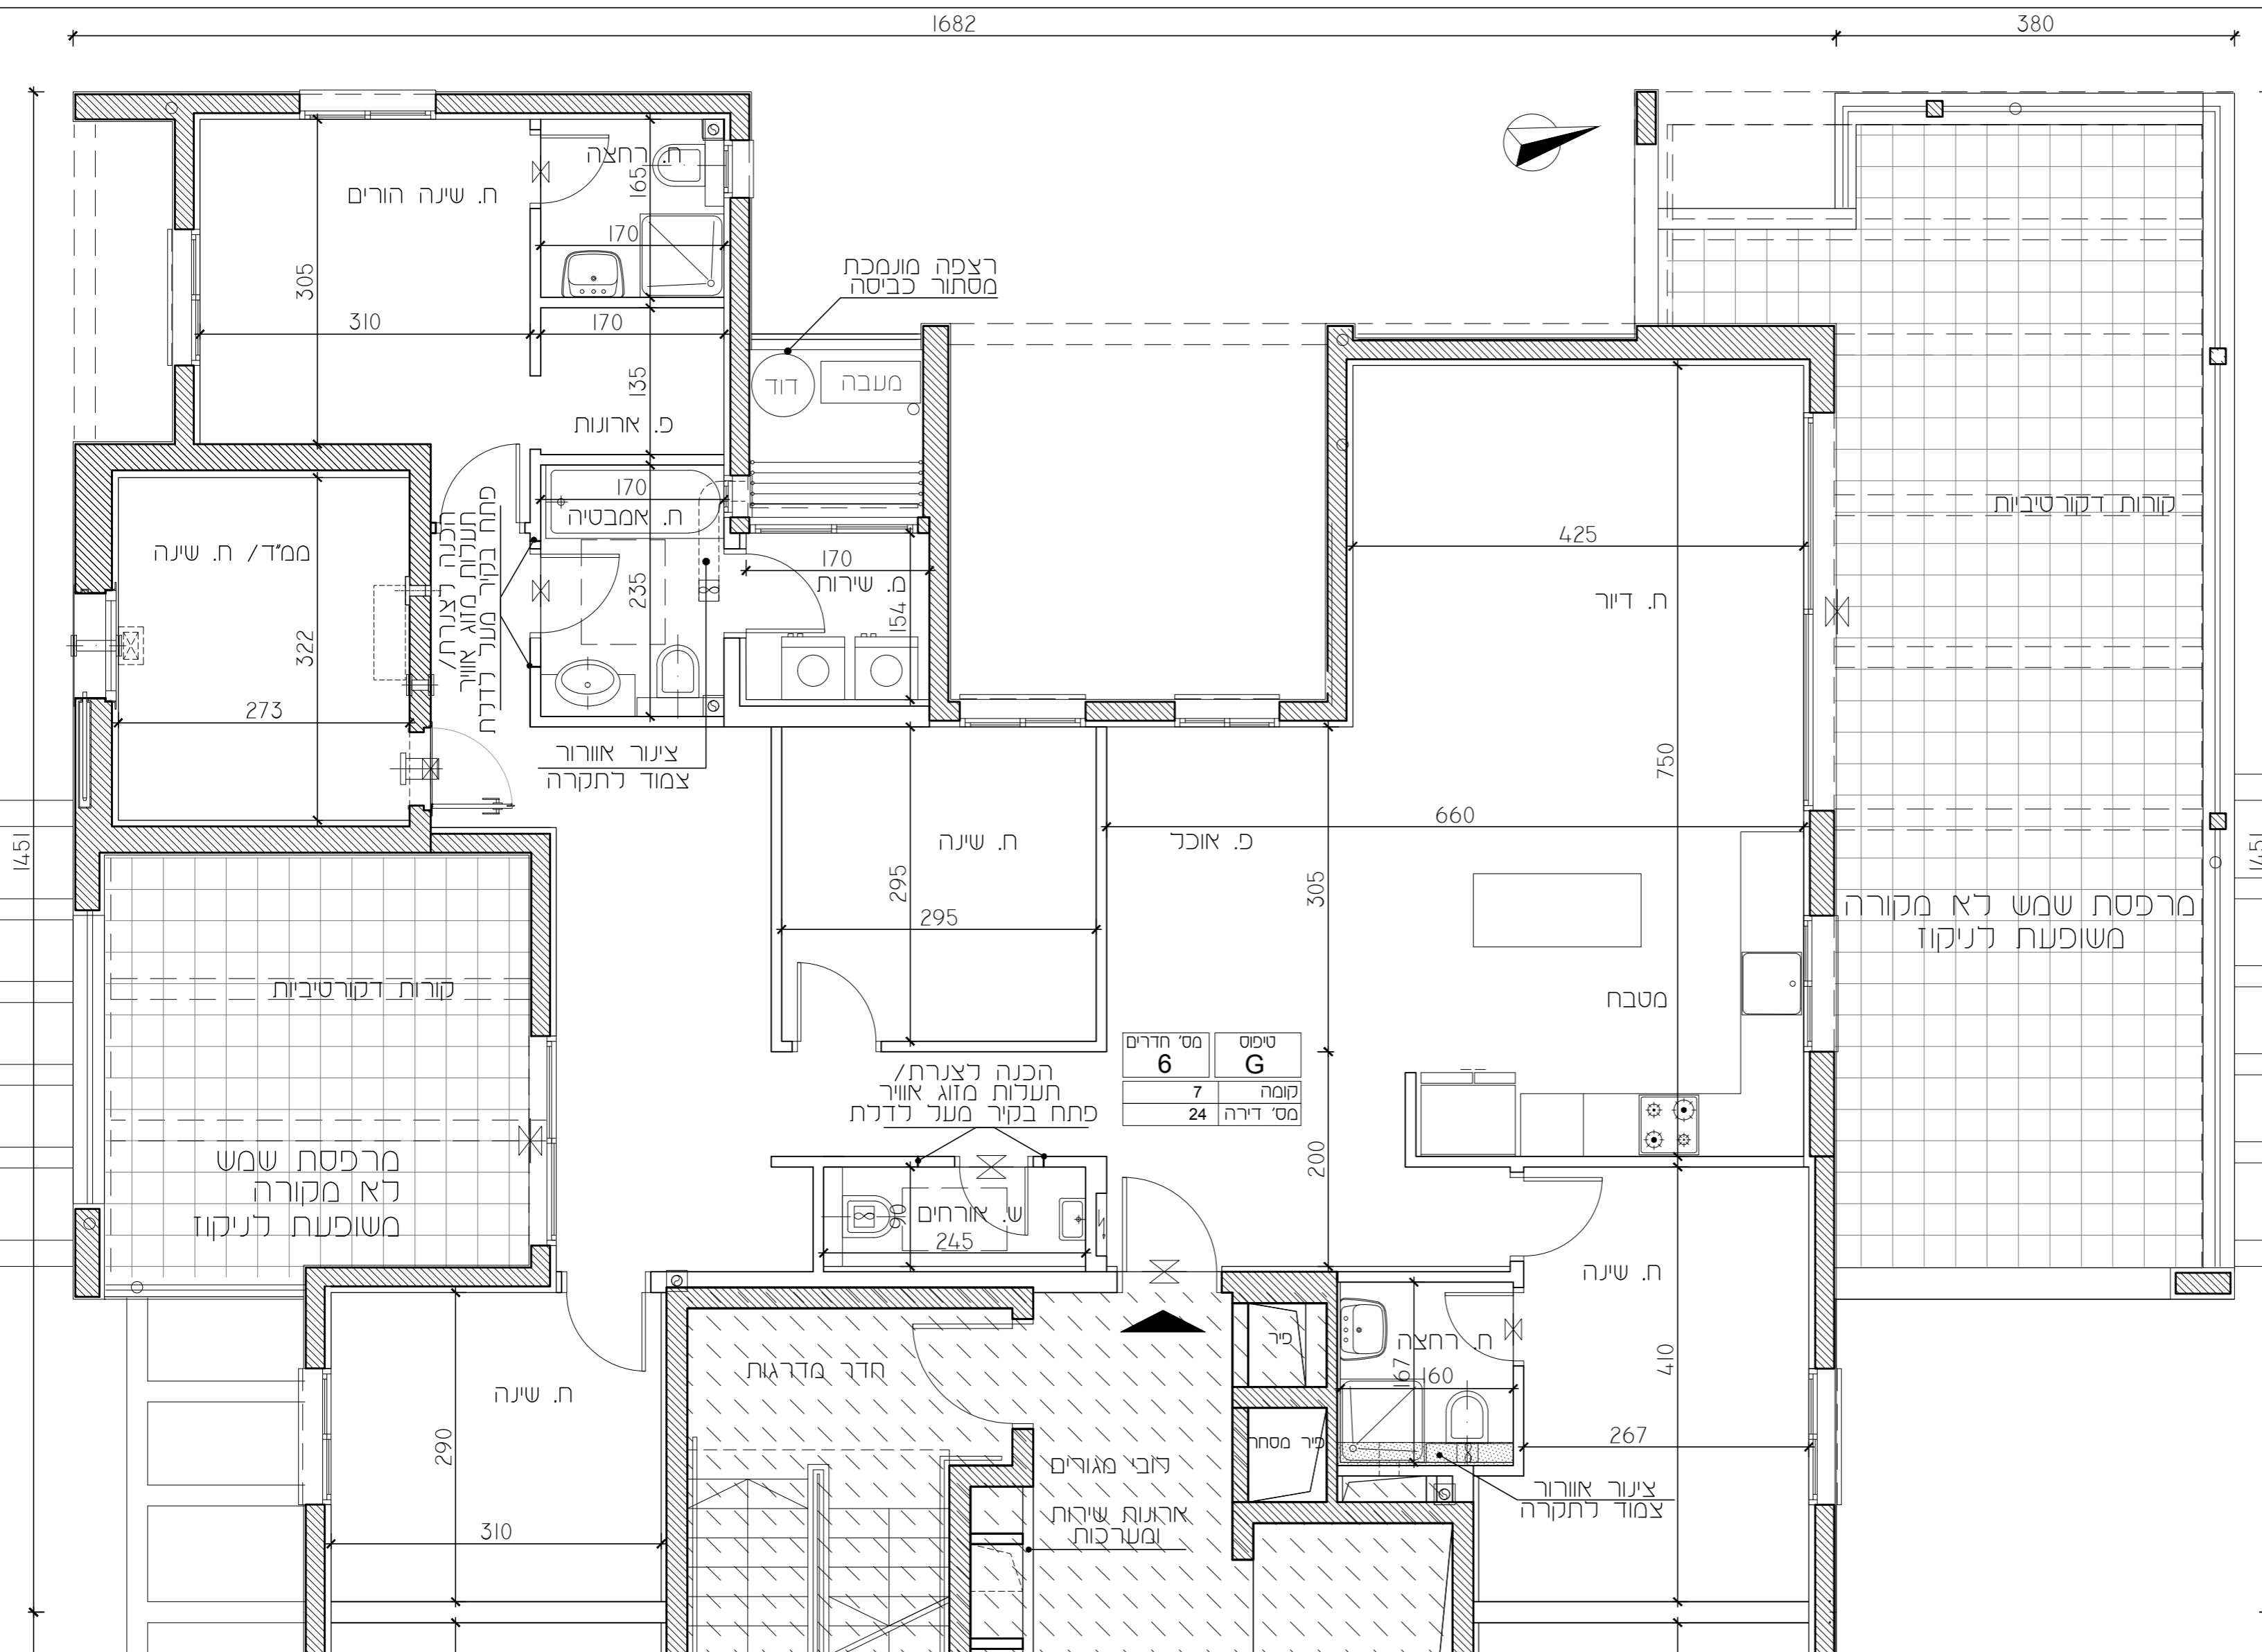 1682
380
ח. רחצה
165
ח. שינה הורים
170
305
310
170
רצפה מונמכת
מסתור כביסה
דוד
מעבה
135
פ. ארונות
170
ח. אמבטיה
235
הכנה לצנרת/
תעלות מזוג אוויר
פתח בקיר מעל לדלת
ממ"ד/ ח. שינה
322
273
170
מ. שירות
154
צינור אוורור
צמוד לתקרה
425
ח. דיור
750
קורות דקורטיביות
660
פ. אוכל
305
ח. שינה
295
295
1451
1451
מרפסת שמש לא מקורה
משופעת לניקוז
מטבח
קורות דקורטיביות
מרפסת שמש
לא מקורה
משופעת לניקוז
טיפוס
G
מס' חדרים
6
קומה 7
מס' דירה 24
הכנה לצנרת/
תעלות מזוג אוויר
פתח בקיר מעל לדלת
200
ש. אורחים
90
245
ח. שינה
410
267
ח. רחצה
167
160
פיר
פיר מסחר
צינור אוורור
צמוד לתקרה
חדר מדרגות
לובי מגורים
ארונות שירות
ומערכות
ח. שינה
290
310